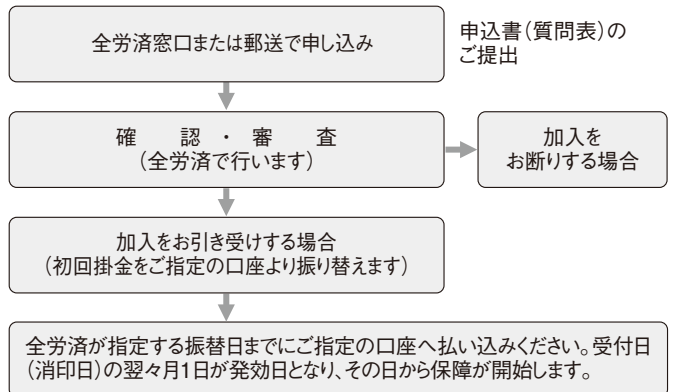 全労済窓口または郵送で申し込み
申込書（質問表）の
ご提出
確認・審査
（全労済で行います）
加入を
お断りする場合
加入をお引き受けする場合
（初回掛金をご指定の口座より振り替えます）
全労済が指定する振替日までにご指定の口座へ払い込みください。受付日
（消印日）の翌々月1日が発効日となり、その日から保障が開始します。